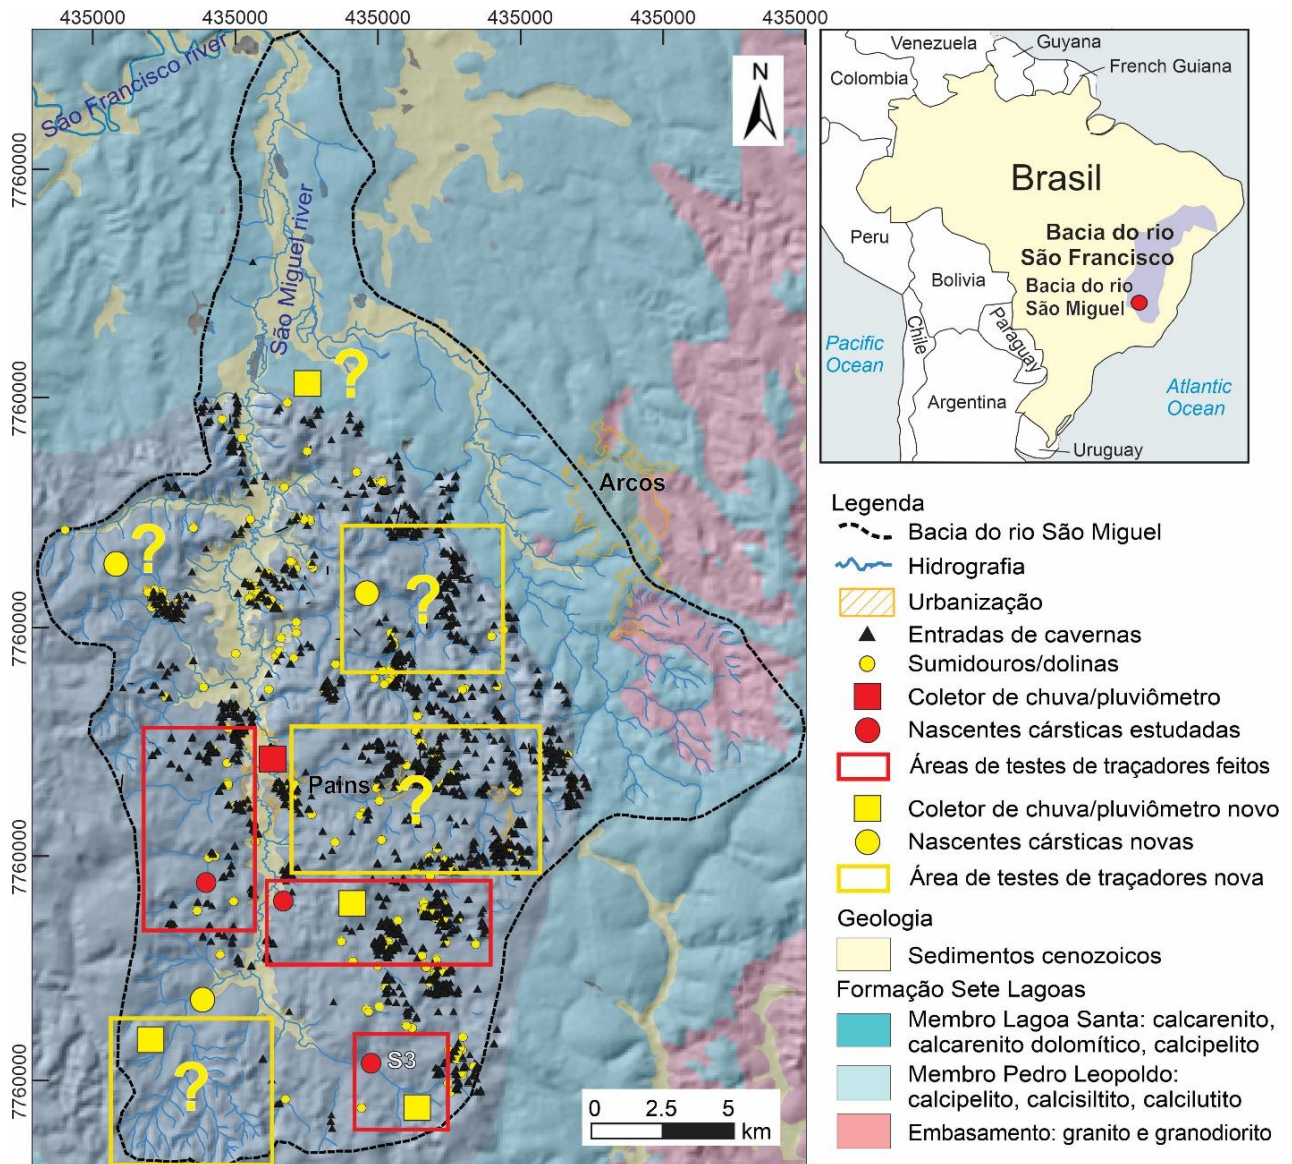 435000 435000 435000 435000 435000
7760000
7760000
7760000
7760000
7760000
São Francisco river
São Miguel river
N
?
?
?
?
?
Arcos
Pains
S3
0 2.5 5
km
Venezuela
Guyana
French Guiana
Colombia
Brasil
Peru
Bacia do rio
São Francisco
Bolivia
Bacia do rio
São Miguel
Chile
Paraguay
Pacific
Ocean
Argentina
Atlantic
Ocean
Uruguay
Legenda
Bacia do rio São Miguel
Hidrografia
Urbanização
Entradas de cavernas
Sumidouros/dolinas
Coletor de chuva/pluviômetro
Nascentes cársticas estudadas
Áreas de testes de traçadores feitos
Coletor de chuva/pluviômetro novo
Nascentes cársticas novas
Área de testes de traçadores nova
Geologia
Sedimentos cenozoicos
Formação Sete Lagoas
Membro Lagoa Santa: calcarenito,
calcarenito dolomítico, calcipelito
Membro Pedro Leopoldo:
calcipelito, calcisiltito, calcilutito
Embasamento: granito e granodiorito